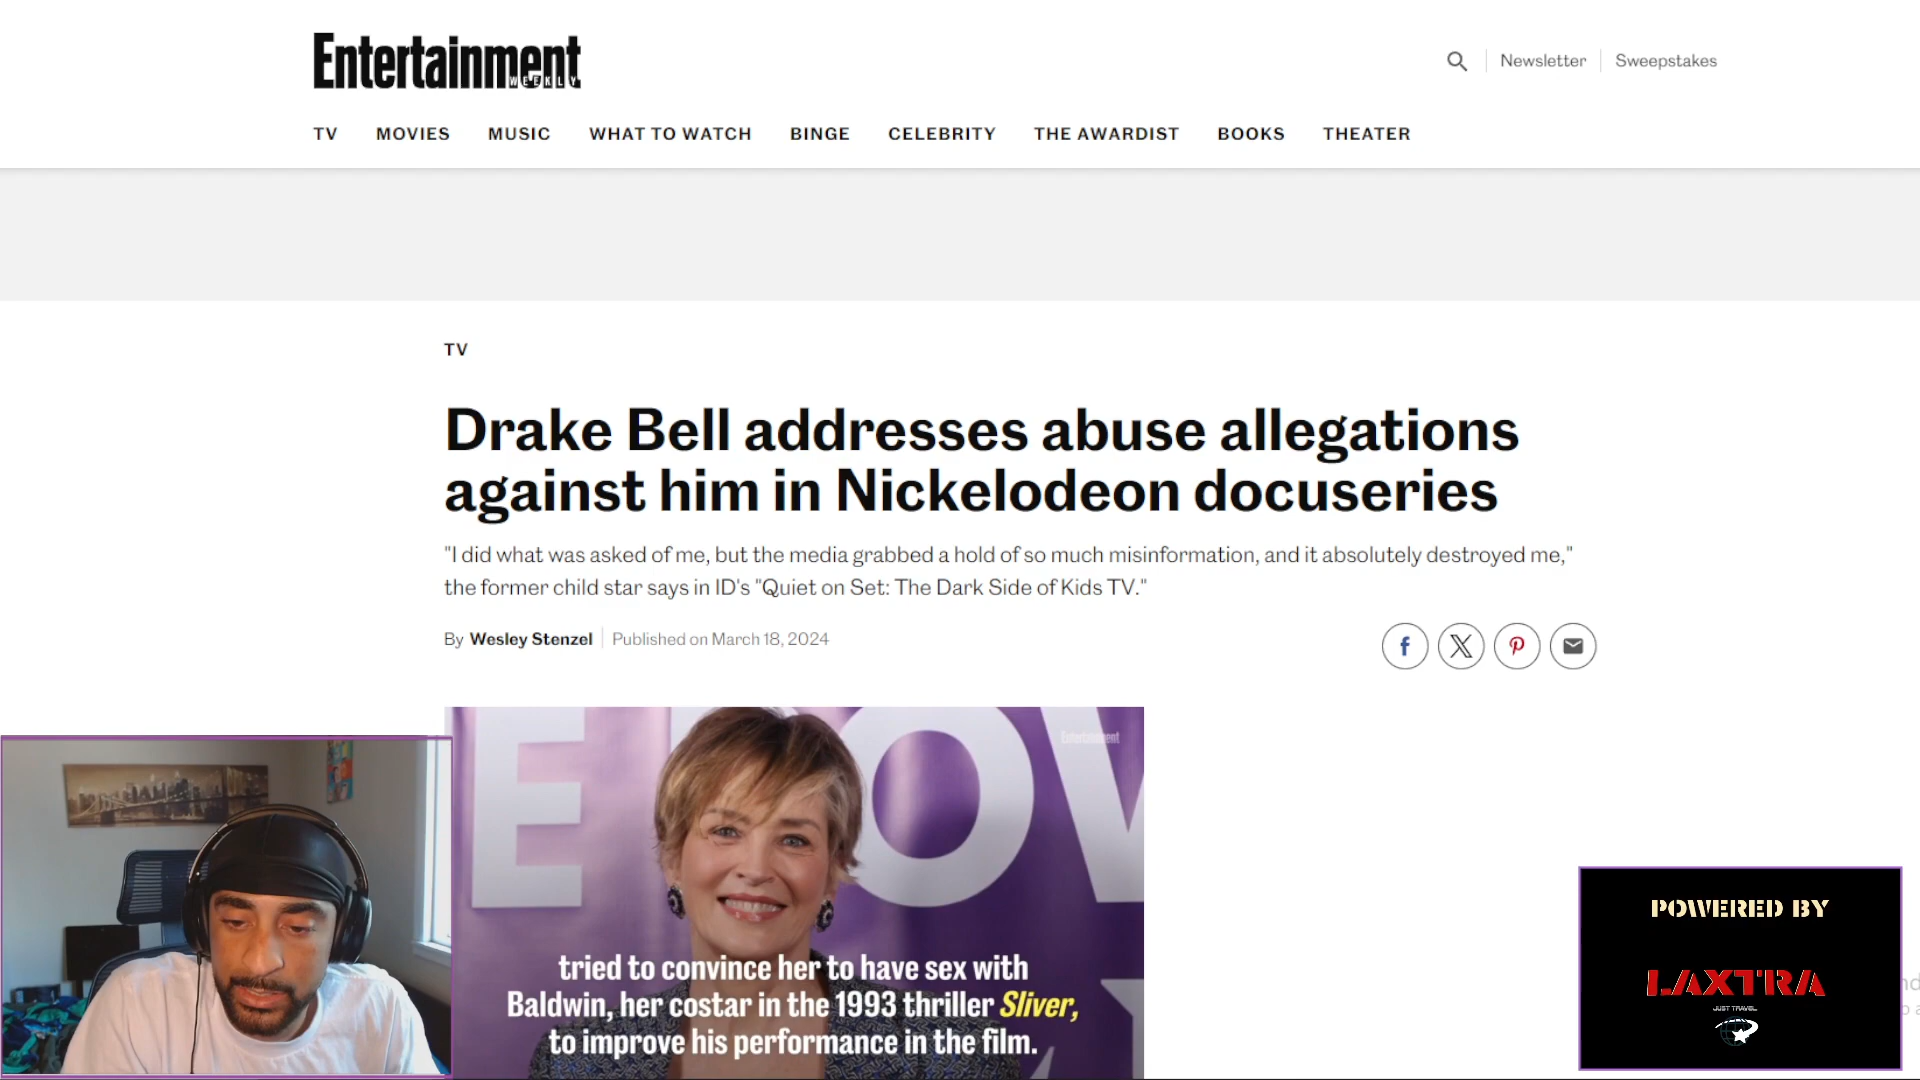 Entertainment
WEEKLY
Newsletter
Sweepstakes
TV MOVIES MUSIC WHAT TO WATCH BINGE CELEBRITY THE AWARDIST BOOKS THEATER
TV
Drake Bell addresses abuse allegations
against him in Nickelodeon docuseries
"I did what was asked of me, but the media grabbed a hold of so much misinformation, and it absolutely destroyed me,"
the former child star says in ID's "Quiet on Set: The Dark Side of Kids TV."
By Wesley Stenzel Published on March 18, 2024
Entertainment
tried to convince her to have sex with
Baldwin, her costar in the 1993 thriller Sliver,
to improve his performance in the film.
POWERED BY
LAXTRA
JUST TRAVEL